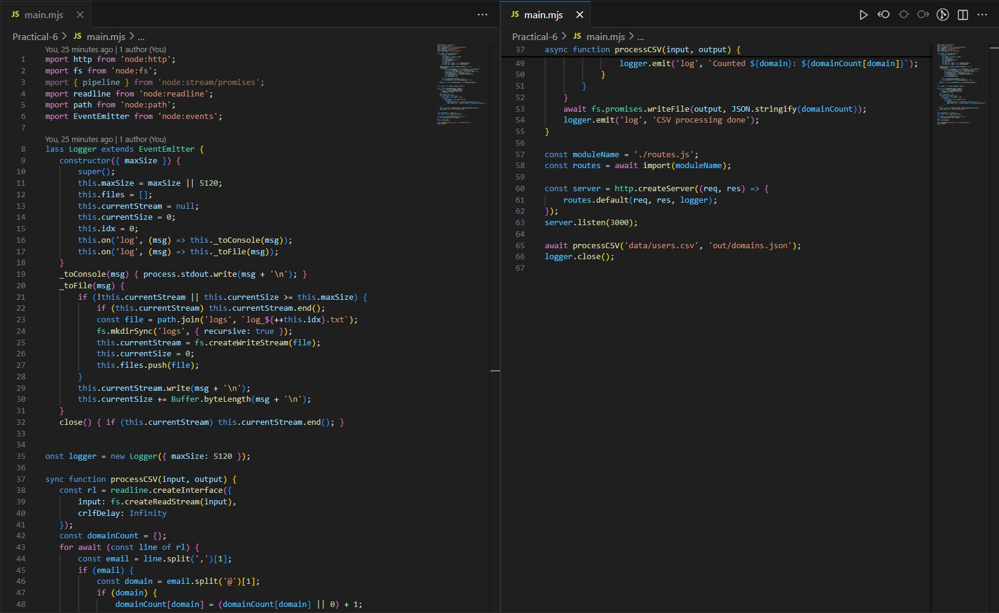 JS main.mjs ✕ ···
Practical-6 > JS main.mjs > ...
You, 25 minutes ago | 1 author (You)
1 mport http from 'node:http';
2 mport fs from 'node:fs';
3 mport { pipeline } from 'node:stream/promises';
4 mport readline from 'node:readline';
5 mport path from 'node:path';
6 mport EventEmitter from 'node:events';
7
You, 25 minutes ago | 1 author (You)
8 lass Logger extends EventEmitter {
9 constructor({ maxSize }) {
10 super();
11 this.maxSize = maxSize || 5120;
12 this.files = [];
13 this.currentStream = null;
14 this.currentSize = 0;
15 this.idx = 0;
16 this.on('log', (msg) => this._toConsole(msg));
17 this.on('log', (msg) => this._toFile(msg));
18 }
19 _toConsole(msg) { process.stdout.write(msg + '\n'); }
20 _toFile(msg) {
21 if (!this.currentStream || this.currentSize >= this.maxSize) {
22 if (this.currentStream) this.currentStream.end();
23 const file = path.join('logs', `log_${++this.idx}.txt`);
24 fs.mkdirSync('logs', { recursive: true });
25 this.currentStream = fs.createWriteStream(file);
26 this.currentSize = 0;
27 this.files.push(file);
28 }
29 this.currentStream.write(msg + '\n');
30 this.currentSize += Buffer.byteLength(msg + '\n');
31 }
32 close() { if (this.currentStream) this.currentStream.end(); }
33
34
35 onst logger = new Logger({ maxSize: 5120 });
36
37 sync function processCSV(input, output) {
38 const rl = readline.createInterface({
39 input: fs.createReadStream(input),
40 crlfDelay: Infinity
41 });
42 const domainCount = {};
43 for await (const line of rl) {
44 const email = line.split(',')[1];
45 if (email) {
46 const domain = email.split('@')[1];
47 if (domain) {
48 domainCount[domain] = (domainCount[domain] || 0) + 1;
JS main.mjs ✕ ···
Practical-6 > JS main.mjs > ...
37 async function processCSV(input, output) {
49 logger.emit('log', `Counted ${domain}: ${domainCount[domain]}`);
50 }
51 }
52 }
53 await fs.promises.writeFile(output, JSON.stringify(domainCount));
54 logger.emit('log', 'CSV processing done');
55 }
56
57 const moduleName = './routes.js';
58 const routes = await import(moduleName);
59
60 const server = http.createServer((req, res) => {
61 routes.default(req, res, logger);
62 });
63 server.listen(3000);
64
65 await processCSV('data/users.csv', 'out/domains.json');
66 logger.close();
67